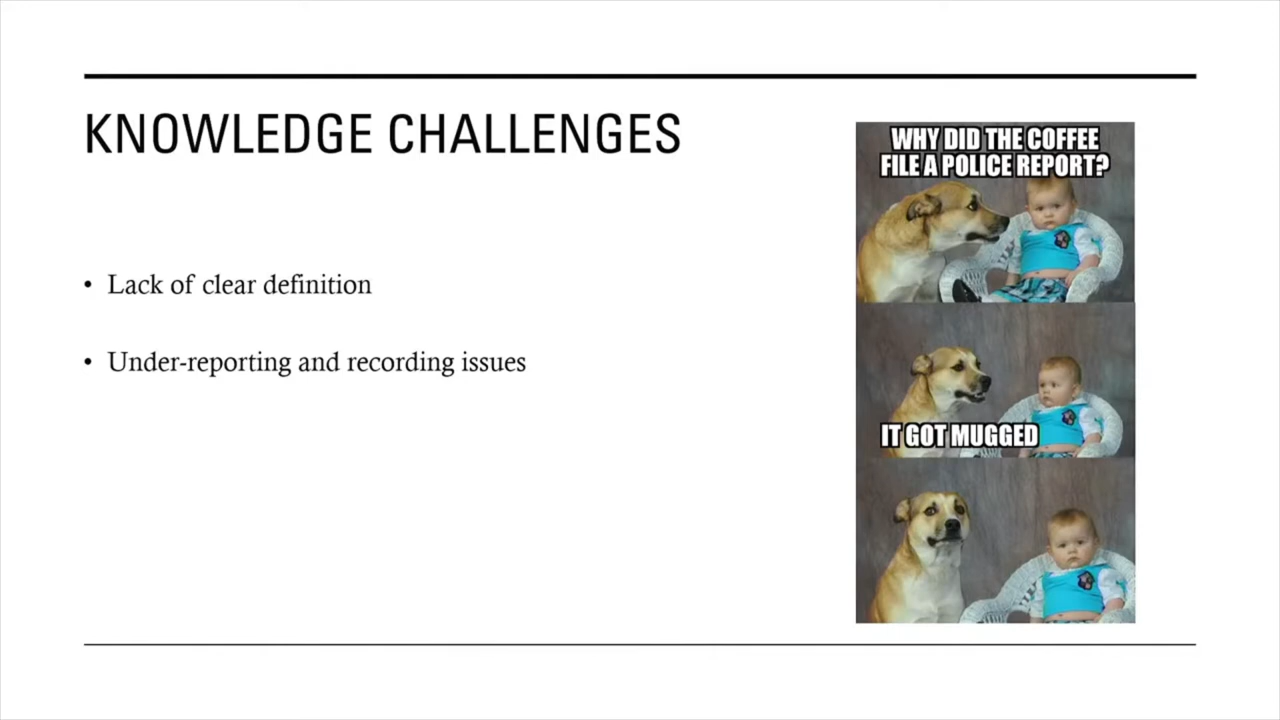 KNOWLEDGE CHALLENGES
• Lack of clear definition
• Under-reporting and recording issues
WHY DID THE COFFEE
FILE A POLICE REPORT?
IT GOT MUGGED